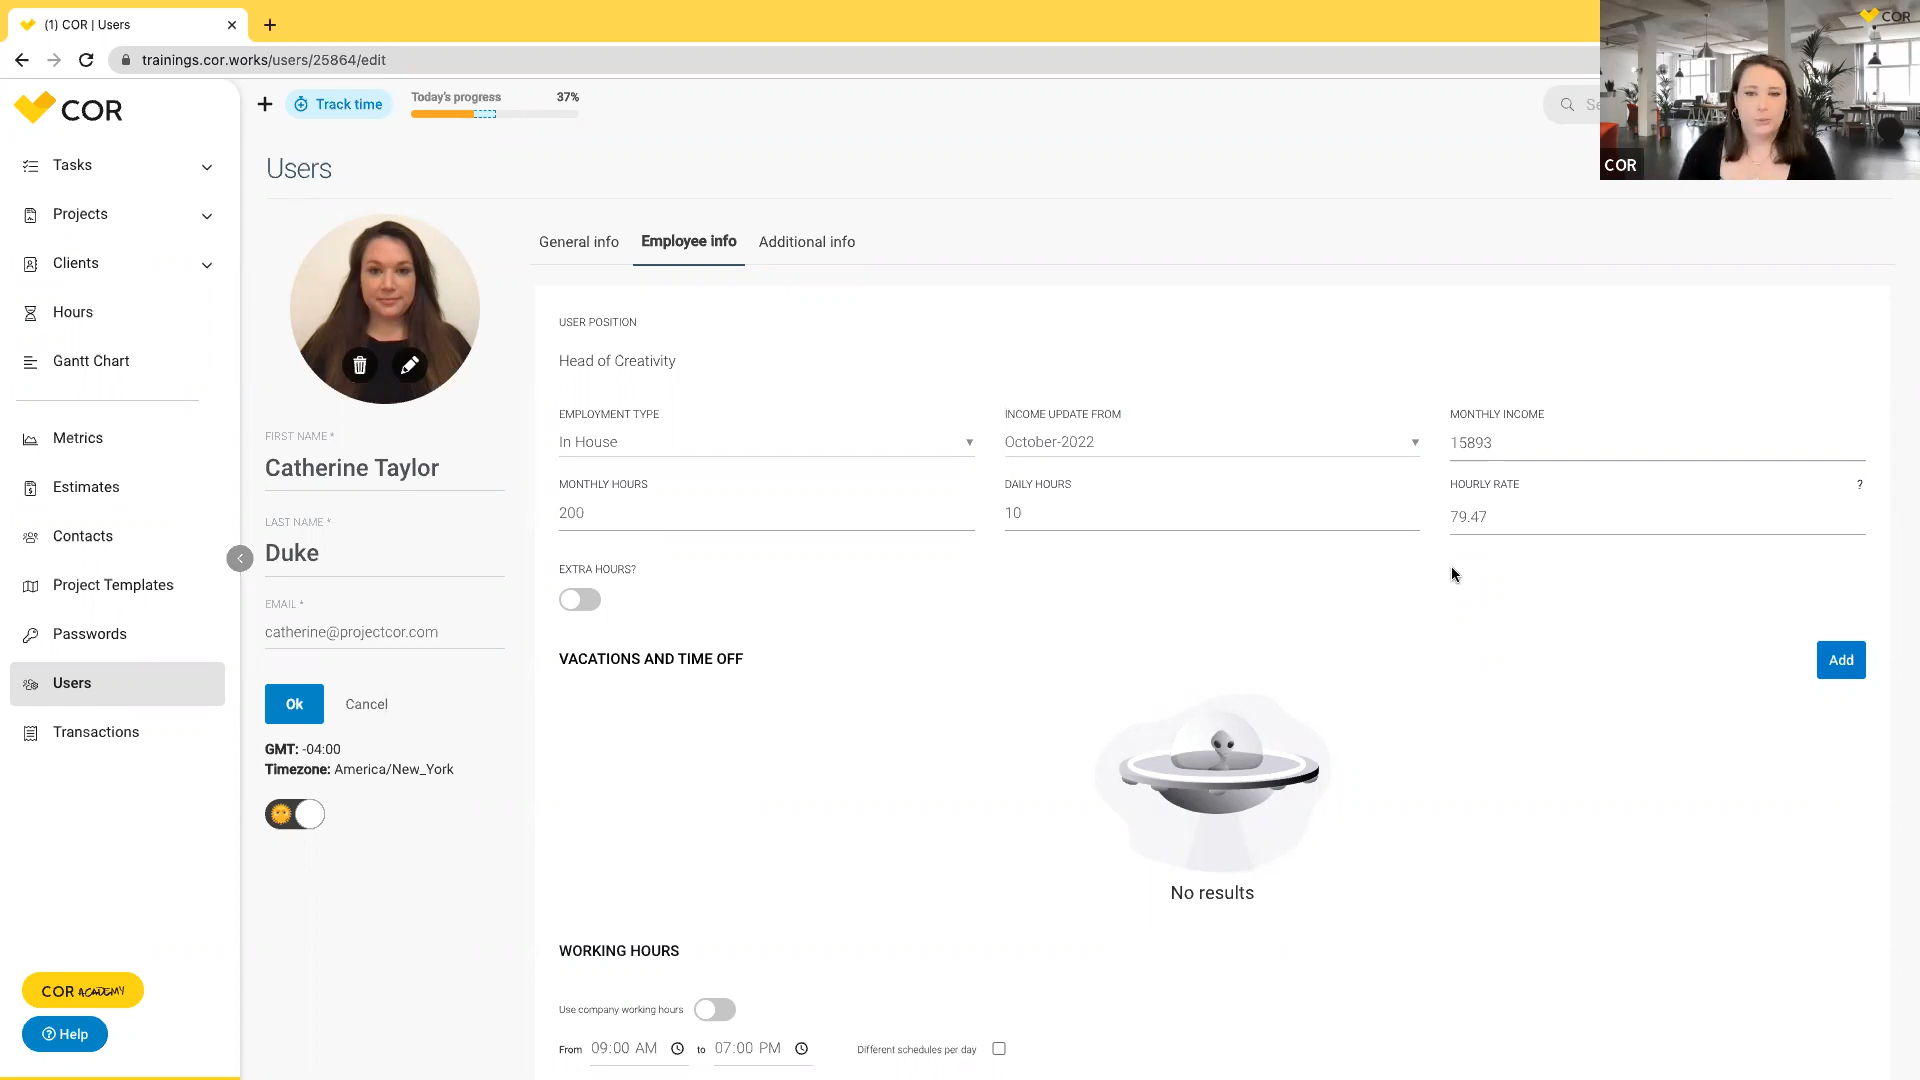 (1) COR | Users
trainings.cor.works/users/25864/edit
COR
Track time
Today's progress 37%
COR
COR
Users
Tasks
Projects
Clients
Hours
Gantt Chart
Metrics
Estimates
Contacts
Project Templates
Passwords
Users
Transactions
COR ACADEMY
Help
FIRST NAME *
Catherine Taylor
LAST NAME *
Duke
EMAIL *
catherine@projectcor.com
Ok Cancel
GMT: -04:00
Timezone: America/New_York
General info Employee info Additional info
USER POSITION
Head of Creativity
EMPLOYMENT TYPE INCOME UPDATE FROM MONTHLY INCOME
In House October-2022 15893
MONTHLY HOURS DAILY HOURS HOURLY RATE ?
200 10 79.47
EXTRA HOURS?
VACATIONS AND TIME OFF Add
No results
WORKING HOURS
Use company working hours
From 09:00 AM to 07:00 PM Different schedules per day